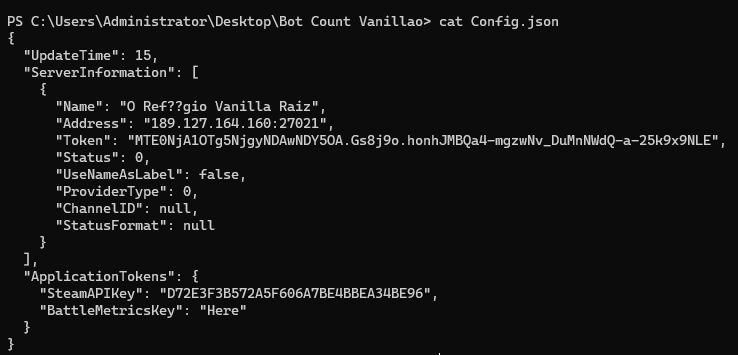 PS C:\Users\Administrator\Desktop\Bot Count Vanillao> cat Config.json
{
  "UpdateTime": 15,
  "ServerInformation": [
    {
      "Name": "O Ref??gio Vanilla Raiz",
      "Address": "189.127.164.160:27021",
      "Token": "MTE0NjA1OTg5NjgyNDAwNDY5OA.Gs8j9o.honhJMBQa4-mgzwNv_DuMnNWdQ-a-25k9x9NLE",
      "Status": 0,
      "UseNameAsLabel": false,
      "ProviderType": 0,
      "ChannelID": null,
      "StatusFormat": null
    }
  ],
  "ApplicationTokens": {
    "SteamAPIKey": "D72E3F3B572A5F606A7BE4BBEA34BE96",
    "BattleMetricsKey": "Here"
  }
}